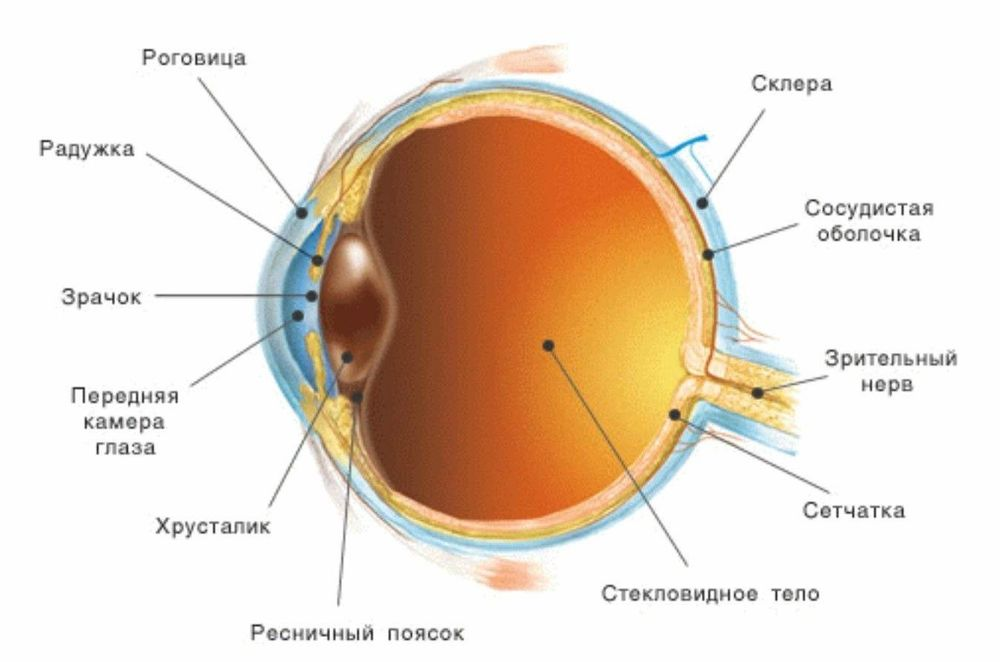 Роговица
Склера
Радужка
Сосудистая
оболочка
Зрачок
Зрительный
нерв
Передняя
камера
глаза
Сетчатка
Хрусталик
Стекловидное тело
Ресничный поясок